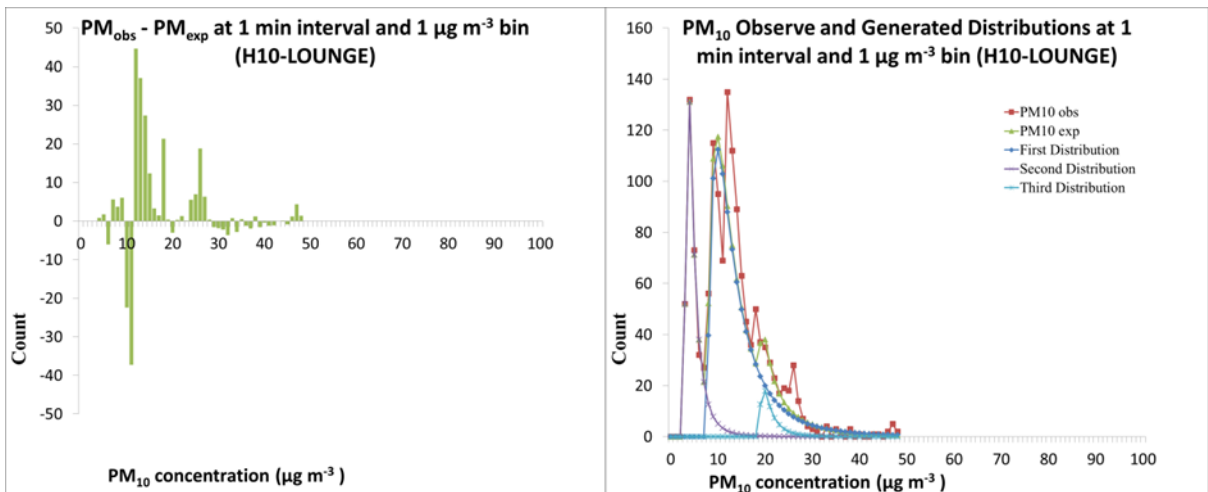 PMobs - PMexp at 1 min interval and 1 µg m⁻³ bin
(H10-LOUNGE)
50
40
30
20
10
0
-10
-20
-30
-40
-50
0 10 20 30 40 50 60 70 80 90 100
Count
PM10 concentration (µg m⁻³ )
PM10 Observe and Generated Distributions at 1
min interval and 1 µg m⁻³ bin (H10-LOUNGE)
160
140
120
100
80
60
40
20
0
PM10 obs
PM10 exp
First Distribution
Second Distribution
Third Distribution
0 10 20 30 40 50 60 70 80 90 100
Count
PM10 concentration (µg m⁻³ )